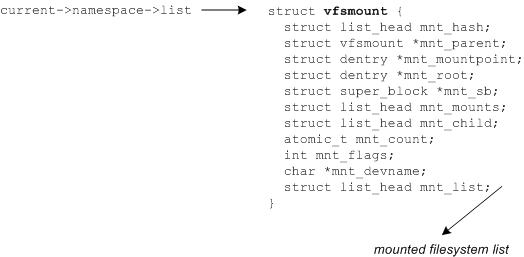 current->namespace->list
struct vfsmount {
struct list_head mnt_hash;
struct vfsmount *mnt_parent;
struct dentry *mnt_mountpoint;
struct dentry *mnt_root;
struct super_block *mnt_sb;
struct list_head mnt_mounts;
struct list_head mnt_child;
atomic_t mnt_count;
int mnt_flags;
char *mnt_devname;
struct list_head mnt_list;
}
mounted filesystem list